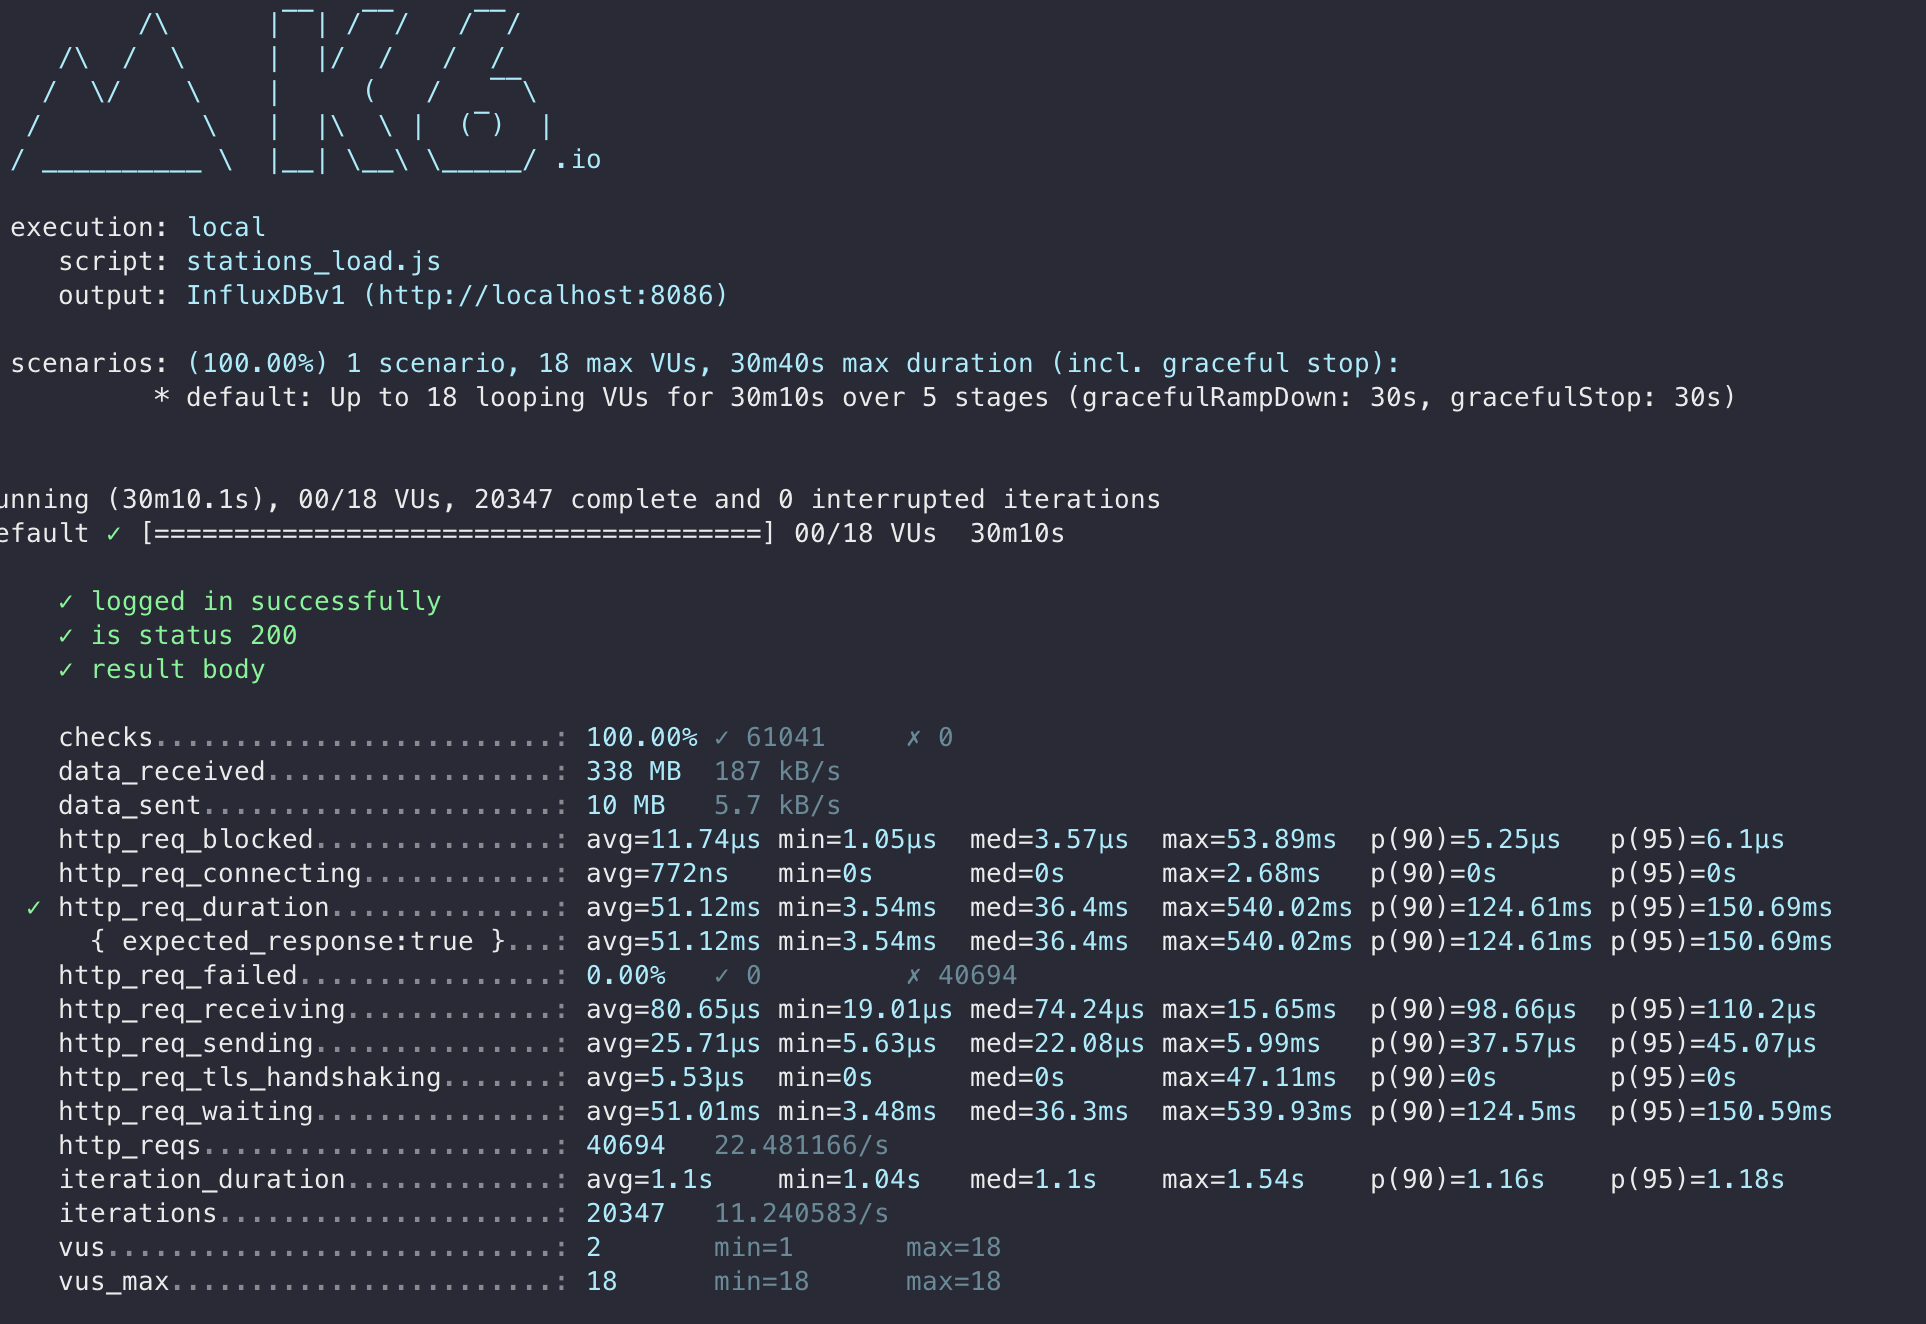 /\      |‾‾| /‾‾/   /‾‾/
     /\  /  \     |  |/  /   /  /
    /  \/    \    |     (   /   ‾‾\
   /          \   |  |\  \ |  (‾)  |
  / __________ \  |__| \__\ \_____/ .io
execution: local
script: stations_load.js
output: InfluxDBv1 (http://localhost:8086)
scenarios: (100.00%) 1 scenario, 18 max VUs, 30m40s max duration (incl. graceful stop):
* default: Up to 18 looping VUs for 30m10s over 5 stages (gracefulRampDown: 30s, gracefulStop: 30s)
unning (30m10.1s), 00/18 VUs, 20347 complete and 0 interrupted iterations
efault ✓ [======================================] 00/18 VUs  30m10s
✓ logged in successfully
✓ is status 200
✓ result body
checks.........................: 100.00% ✓ 61041     ✗ 0
data_received..................: 338 MB  187 kB/s
data_sent......................: 10 MB   5.7 kB/s
http_req_blocked...............: avg=11.74µs min=1.05µs  med=3.57µs  max=53.89ms  p(90)=5.25µs   p(95)=6.1µs
http_req_connecting............: avg=772ns   min=0s      med=0s      max=2.68ms   p(90)=0s       p(95)=0s
✓ http_req_duration..............: avg=51.12ms min=3.54ms  med=36.4ms  max=540.02ms p(90)=124.61ms p(95)=150.69ms
{ expected_response:true }...: avg=51.12ms min=3.54ms  med=36.4ms  max=540.02ms p(90)=124.61ms p(95)=150.69ms
http_req_failed................: 0.00%   ✓ 0         ✗ 40694
http_req_receiving.............: avg=80.65µs min=19.01µs med=74.24µs max=15.65ms  p(90)=98.66µs  p(95)=110.2µs
http_req_sending...............: avg=25.71µs min=5.63µs  med=22.08µs max=5.99ms   p(90)=37.57µs  p(95)=45.07µs
http_req_tls_handshaking.......: avg=5.53µs  min=0s      med=0s      max=47.11ms  p(90)=0s       p(95)=0s
http_req_waiting...............: avg=51.01ms min=3.48ms  med=36.3ms  max=539.93ms p(90)=124.5ms  p(95)=150.59ms
http_reqs......................: 40694   22.481166/s
iteration_duration.............: avg=1.1s    min=1.04s   med=1.1s    max=1.54s    p(90)=1.16s    p(95)=1.18s
iterations.....................: 20347   11.240583/s
vus............................: 2       min=1       max=18
vus_max........................: 18      min=18      max=18